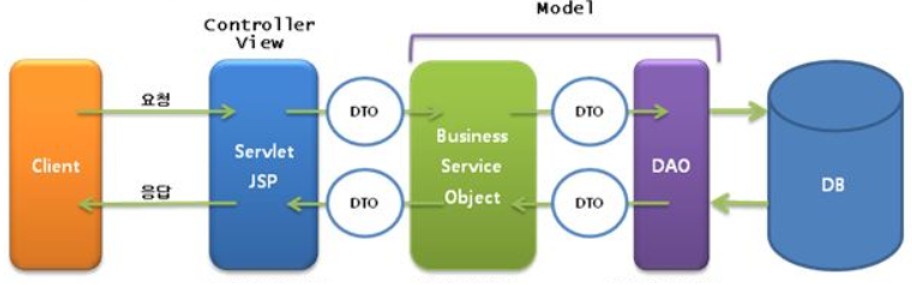 Model
Controller
View
Client
요청
응답
Servlet
JSP
DTO
DTO
Business
Service
Object
DTO
DTO
DAO
DB